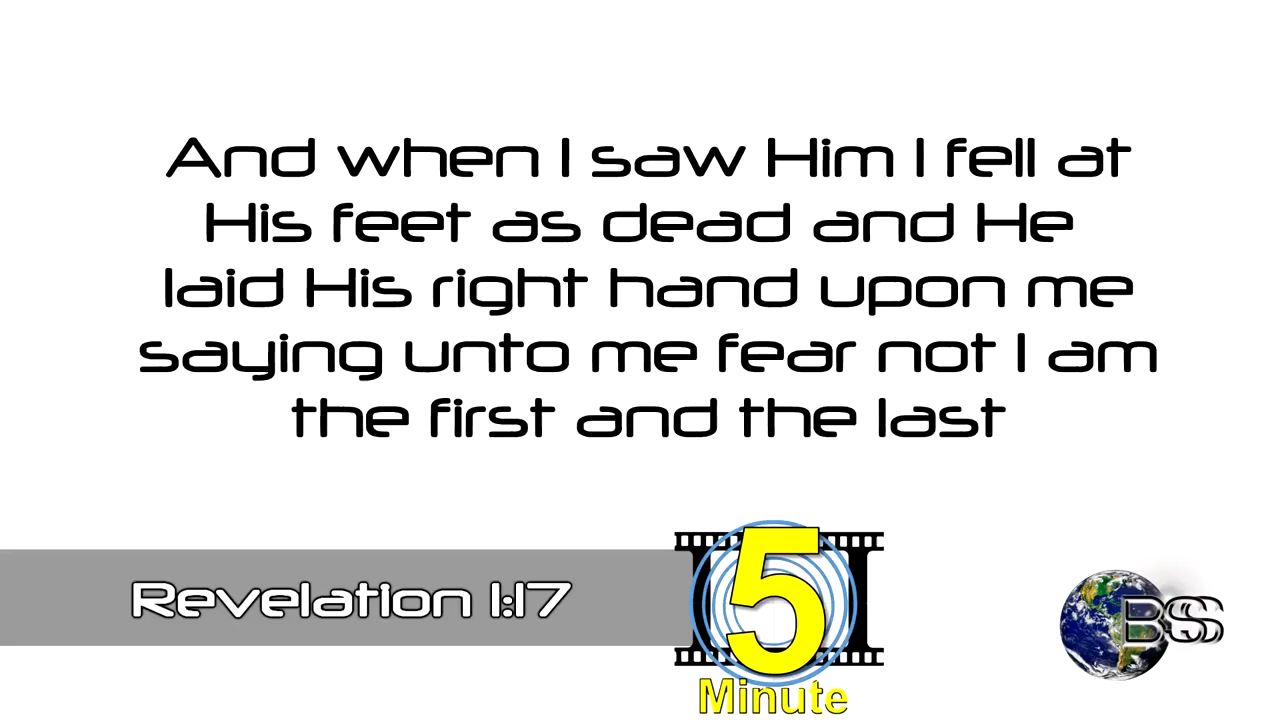 And when I saw Him I fell at
His feet as dead and He
laid His right hand upon me
saying unto me fear not I am
the first and the last
Revelation 1:17
5
Minute
BSS